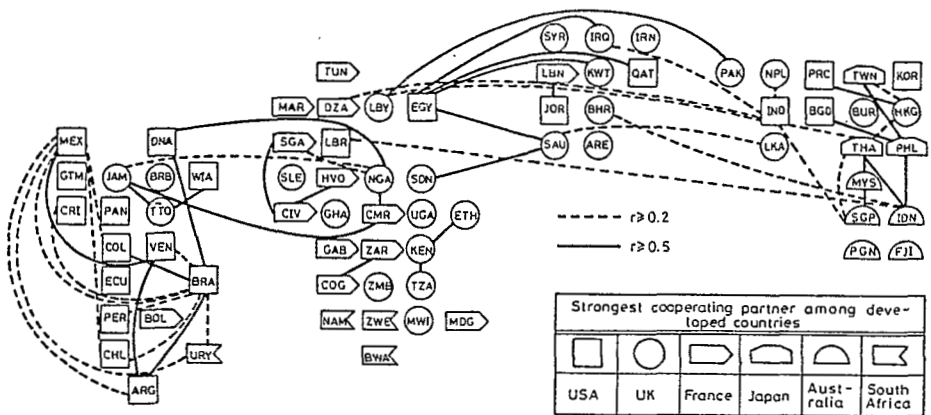 SYR IRQ IRN
TUN LBN KWT QAT PAK NPL PRC TWN KOR
MAR DZA LBY EGY JOR BHR IND BGD BUR HKG
MEX DNA SGA LBR SAU ARE LKA THA PHL
GTM JAM BRB WIA SLE HVO NGA SDN MYS
CRI PAN TTO CIV GHA CMR UGA ETH SGP IDN
COL VEN GAB ZAR KEN PGN FJI
ECU BRA COG ZMB TZA
PER BOL NAM ZWE MWI MDG
CHL URY BWA
ARG
r≥0.2
r≥0.5
Strongest cooperating partner among deve-
loped countries
USA UK France Japan Aust- South
ralia Africa